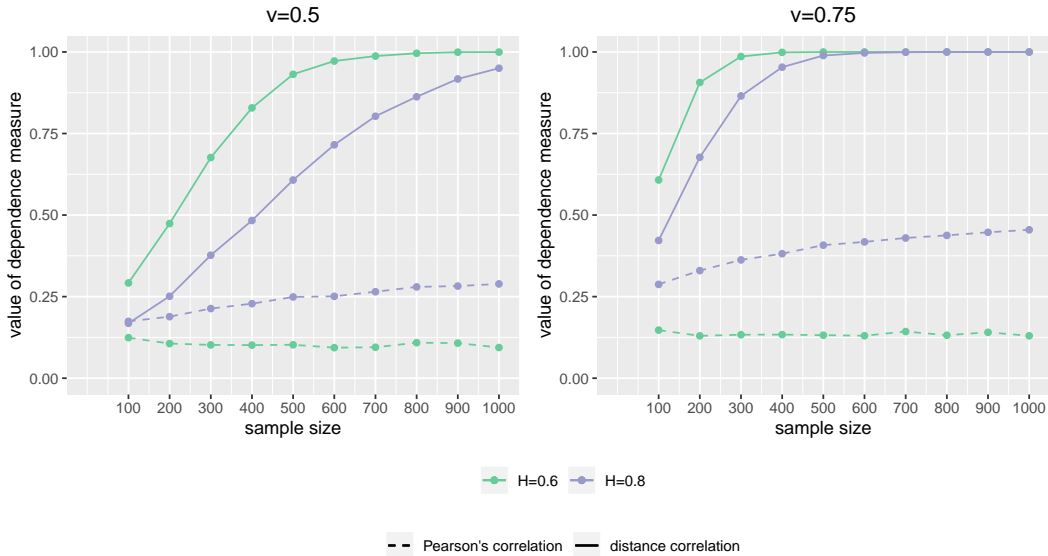 v=0.5
1.00
0.75
0.50
0.25
0.00
value of dependence measure
100 200 300 400 500 600 700 800 900 1000
sample size
v=0.75
1.00
0.75
0.50
0.25
0.00
value of dependence measure
100 200 300 400 500 600 700 800 900 1000
sample size
H=0.6 H=0.8
Pearson's correlation distance correlation